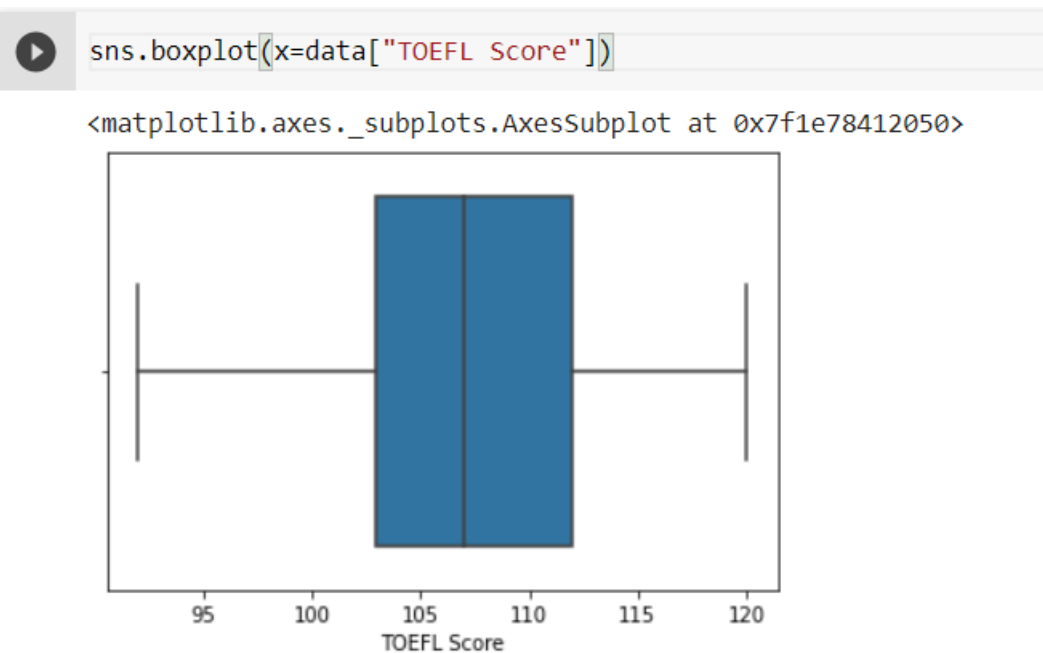 sns.boxplot(x=data["TOEFL Score"])
<matplotlib.axes._subplots.AxesSubplot at 0x7f1e78412050>
95 100 105 110 115 120
TOEFL Score